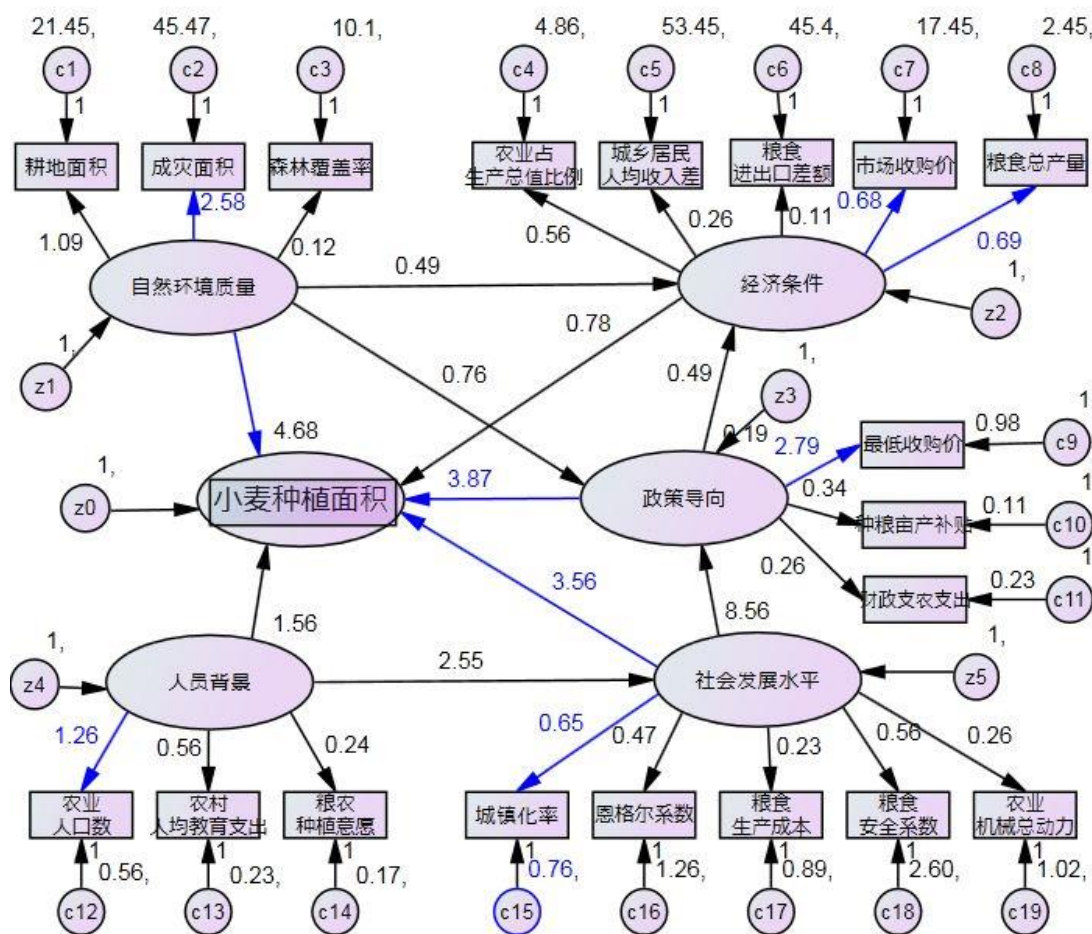 21.45,
45.47,
10.1,
4.86,
53.45,
45.4,
17.45,
2.45,
c1
c2
c3
c4
c5
c6
c7
c8
1
1
1
1
1
1
1
1
耕地面积
成灾面积
森林覆盖率
农业占
生产总值比例
城乡居民
人均收入差
粮食
进出口差额
市场收购价
粮食总产量
1.09
2.58
0.12
0.56
0.26
0.11
0.68
0.69
自然环境质量
0.49
经济条件
1,
z1
1,
z2
0.78
0.76
0.49
1,
z3
0.19
4.68
3.87
2.79
最低收购价
0.98
1
c9
1,
z0
小麦种植面积
政策导向
0.34
种粮亩产补贴
0.11
1
c10
0.26
财政支农支出
0.23
1
c11
3.56
8.56
1.56
1,
z4
人员背景
2.55
社会发展水平
1,
z5
1.26
0.56
0.24
0.65
0.47
0.23
0.56
0.26
农业
人口数
农村
人均教育支出
粮农
种植意愿
城镇化率
恩格尔系数
粮食
生产成本
粮食
安全系数
农业
机械总动力
1
1
1
1
1
1
1
1
0.56,
0.23,
0.17,
0.76,
1.26,
0.89,
2.60,
1.02,
c12
c13
c14
c15
c16
c17
c18
c19